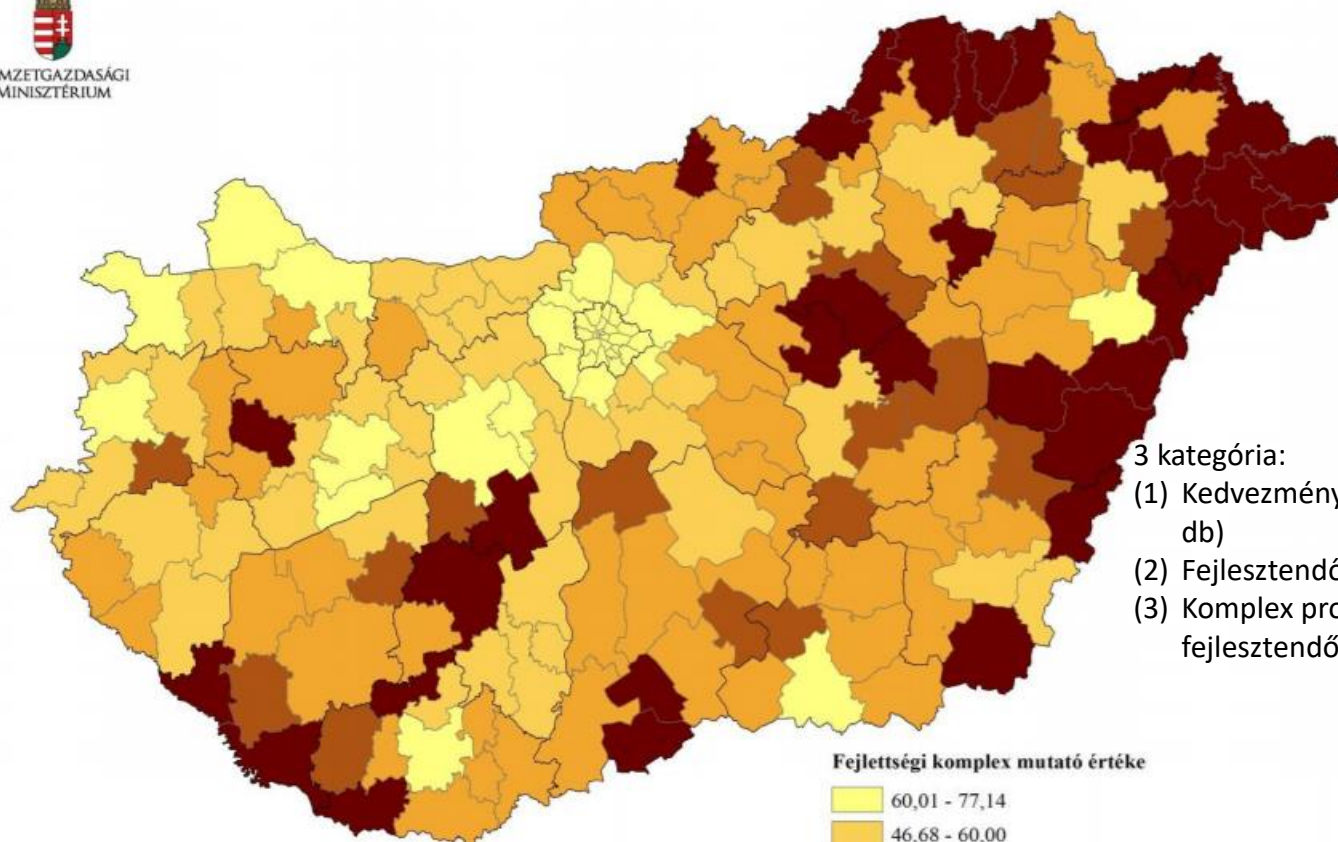 MZETGAZDASÁGI
MINISZTÉRIUM
3 kategória:
(1) Kedvezmény
db)
(2) Fejlesztendő
(3) Komplex pro
fejlesztendő
Fejlettségi komplex mutató értéke
60,01 - 77,14
46,68 - 60,00